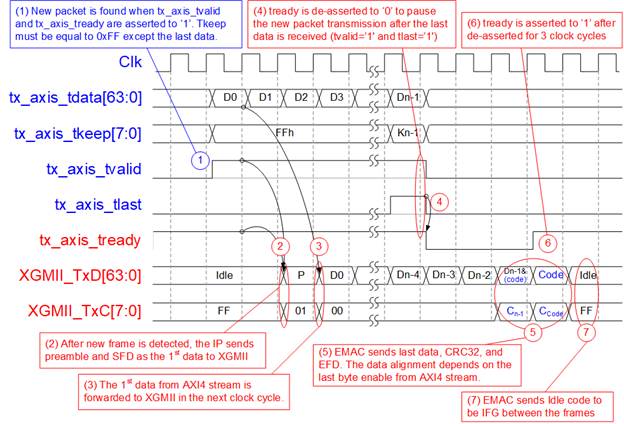 (1) New packet is found when tx_axis_tvalid
and tx_axis_tready are asserted to '1'. Tkeep
must be equal to 0xFF except the last data.
(4) tready is de-asserted to '0' to pause
the new packet transmission after the last
data is received (tvalid='1' and tlast='1')
(6) tready is asserted to '1' after
de-asserted for 3 clock cycles
Clk
tx_axis_tdata[63:0] D0 D1 D2 D3 Dn-1
tx_axis_tkeep[7:0] FFh Kn-1
tx_axis_tvalid 1
tx_axis_tlast 4
tx_axis_tready 2 3 6
XGMII_TxD[63:0] Idle P D0 Dn-4 Dn-3 Dn-2 Dn-1& (code) Code Idle
XGMII_TxC[7:0] FF 01 00 Cn-1 CCode FF
5 7
(2) After new frame is detected, the IP sends
preamble and SFD as the 1st data to XGMII
(3) The 1st data from AXI4 stream is
forwarded to XGMII in the next clock cycle.
(5) EMAC sends last data, CRC32, and
EFD. The data alignment depends on the
last byte enable from AXI4 stream.
(7) EMAC sends Idle code to
be IFG between the frames